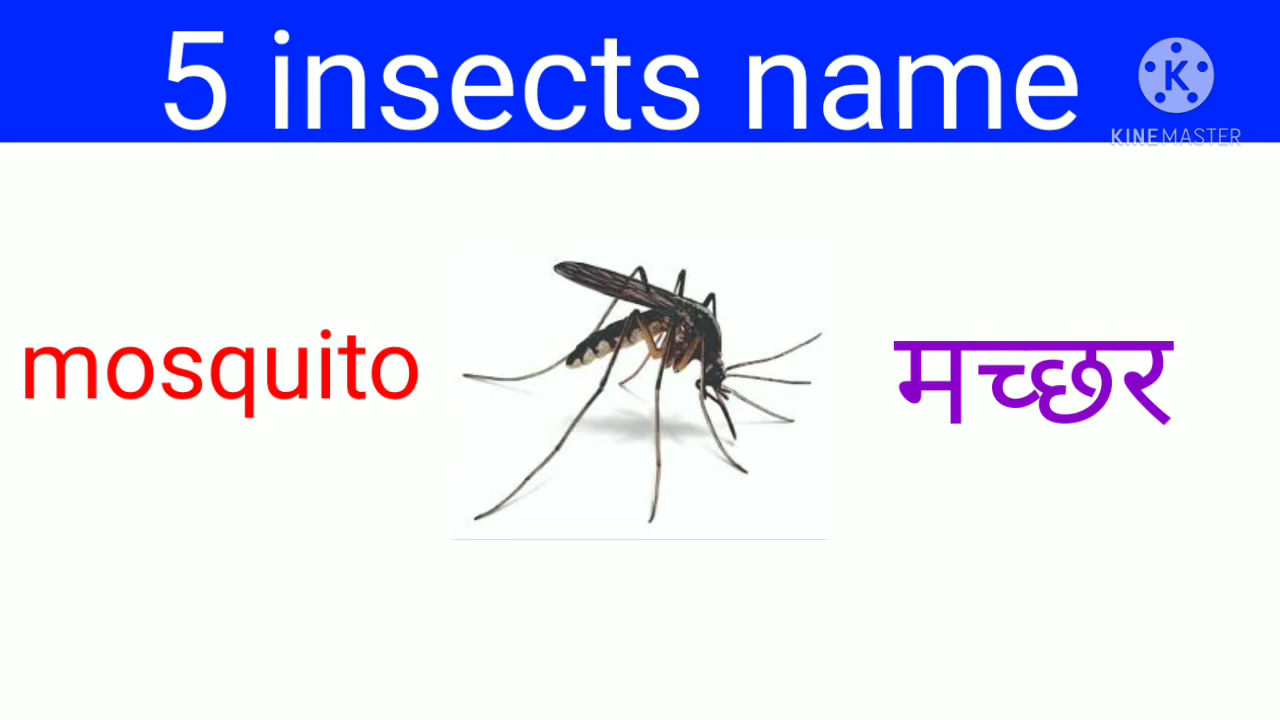 5 insects name
K
KINEMASTER
mosquito
मच्छर